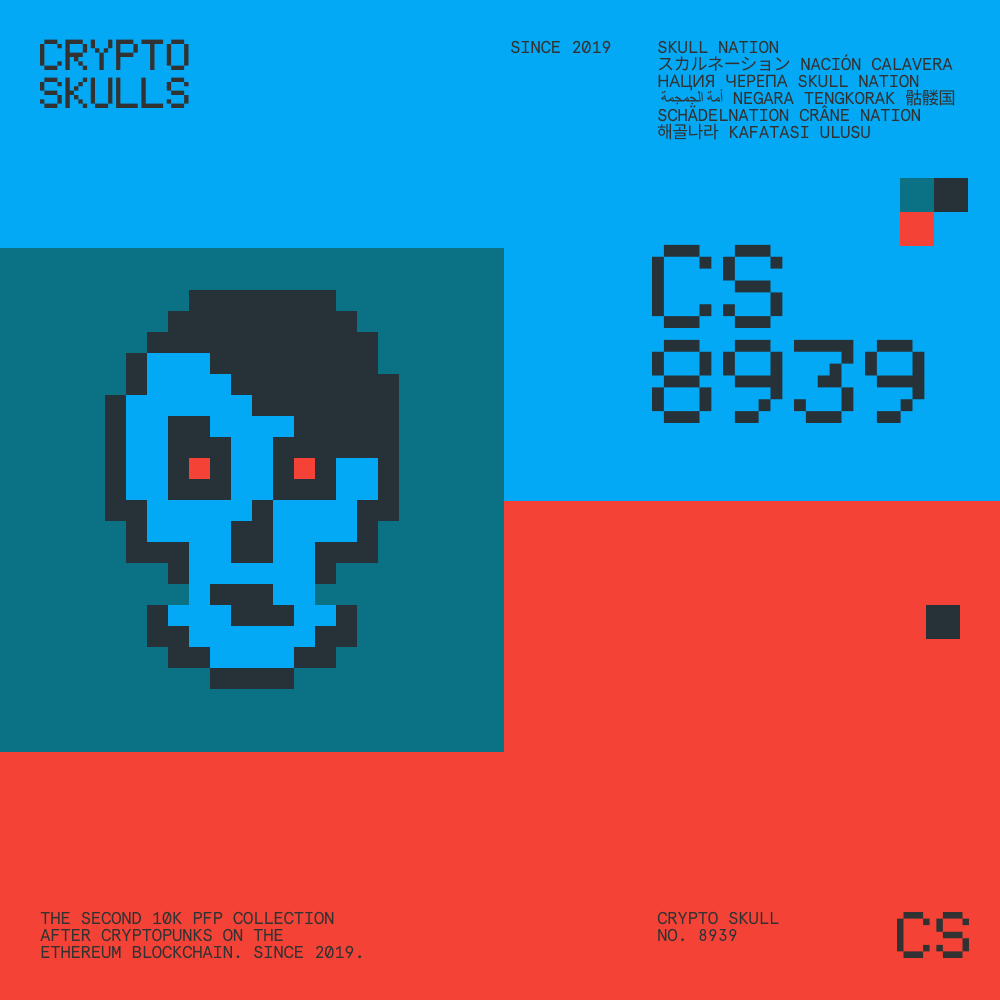 CRYPTO
SKULLS
SINCE 2019
SKULL NATION
スカルネーション NACIÓN CALAVERA
НАЦИЯ ЧЕРЕПА SKULL NATION
أمة الجمجمة NEGARA TENGKORAK 骷髅国
SCHÄDELNATION CRÂNE NATION
해골나라 KAFATASI ULUSU
CS
8939
THE SECOND 10K PFP COLLECTION
AFTER CRYPTOPUNKS ON THE
ETHEREUM BLOCKCHAIN. SINCE 2019.
CRYPTO SKULL
NO. 8939
CS